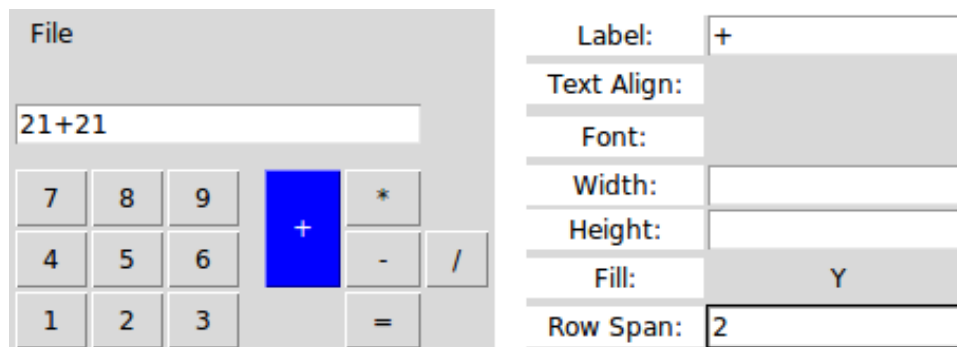 File
21+21
7 8 9 + *
4 5 6 - /
1 2 3 =
Label: +
Text Align:
Font:
Width:
Height:
Fill: Y
Row Span: 2